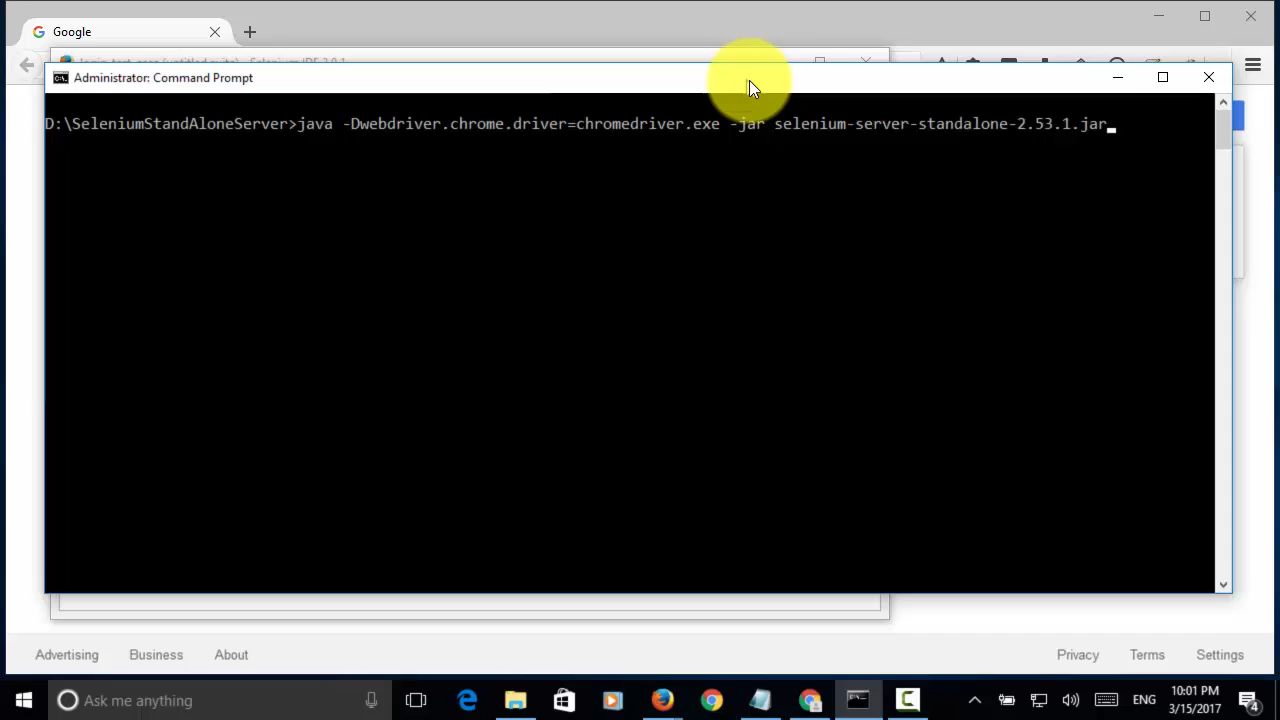 Google
Administrator: Command Prompt
D:\SeleniumStandAloneServer>java -Dwebdriver.chrome.driver=chromedriver.exe -jar selenium-server-standalone-2.53.1.jar
Advertising Business About Privacy Terms Settings
Ask me anything
ENG
10:01 PM
3/15/2017
4